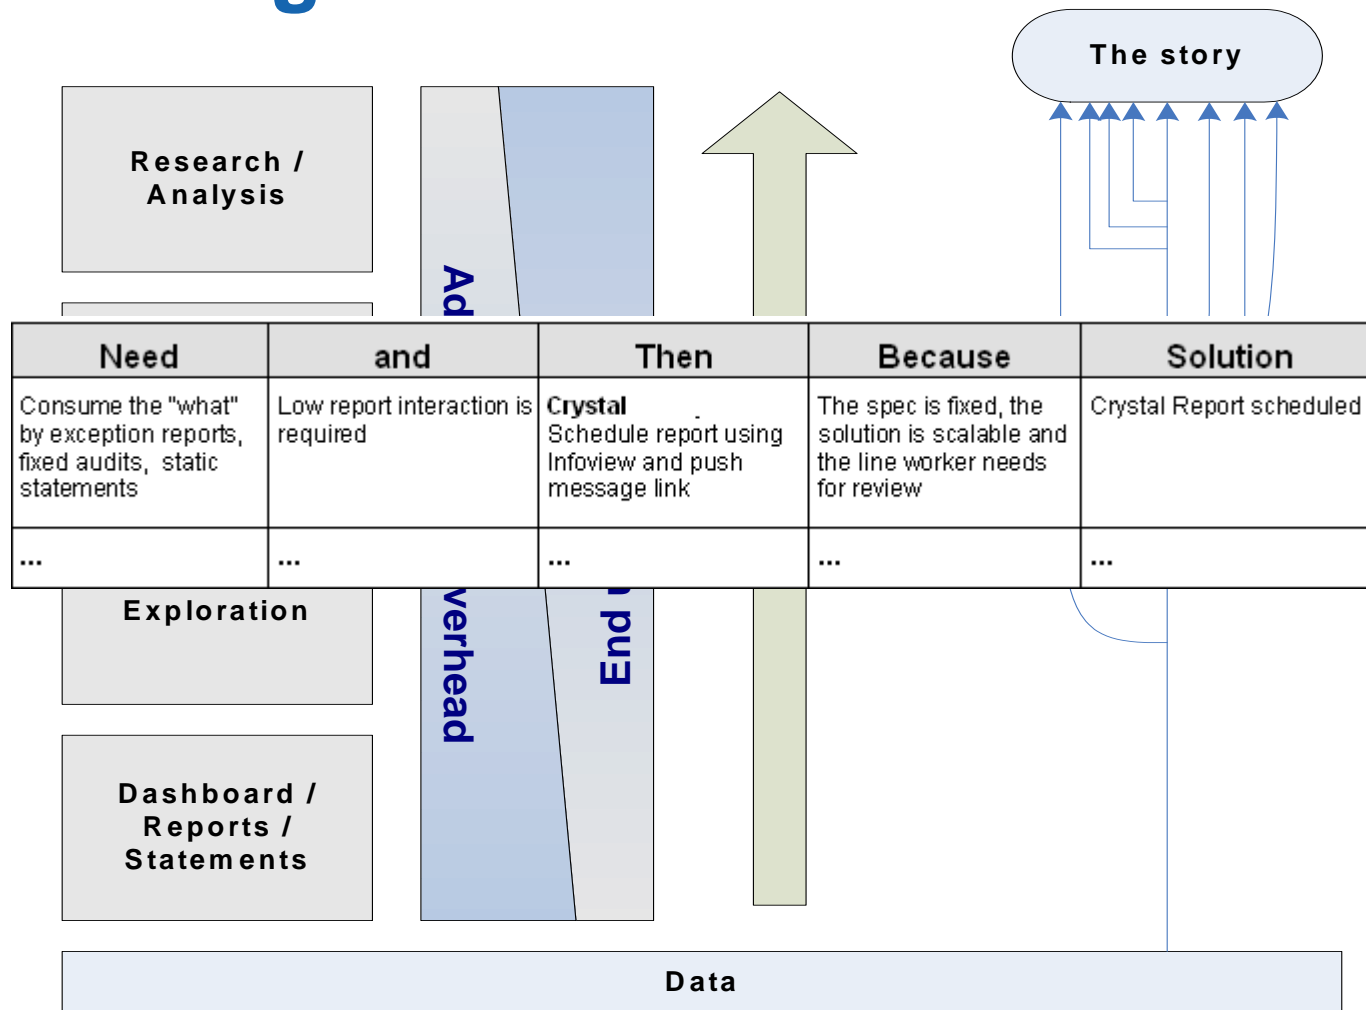 The story
Research /
Analysis
Need
and
Then
Because
Solution
Consume the "what"
by exception reports,
fixed audits, static
statements
Low report interaction is
required
Crystal
Schedule report using
Infoview and push
message link
The spec is fixed, the
solution is scalable and
the line worker needs
for review
Crystal Report scheduled
...
...
...
...
...
Exploration
verhead
End
Dashboard /
Reports /
Statements
Data